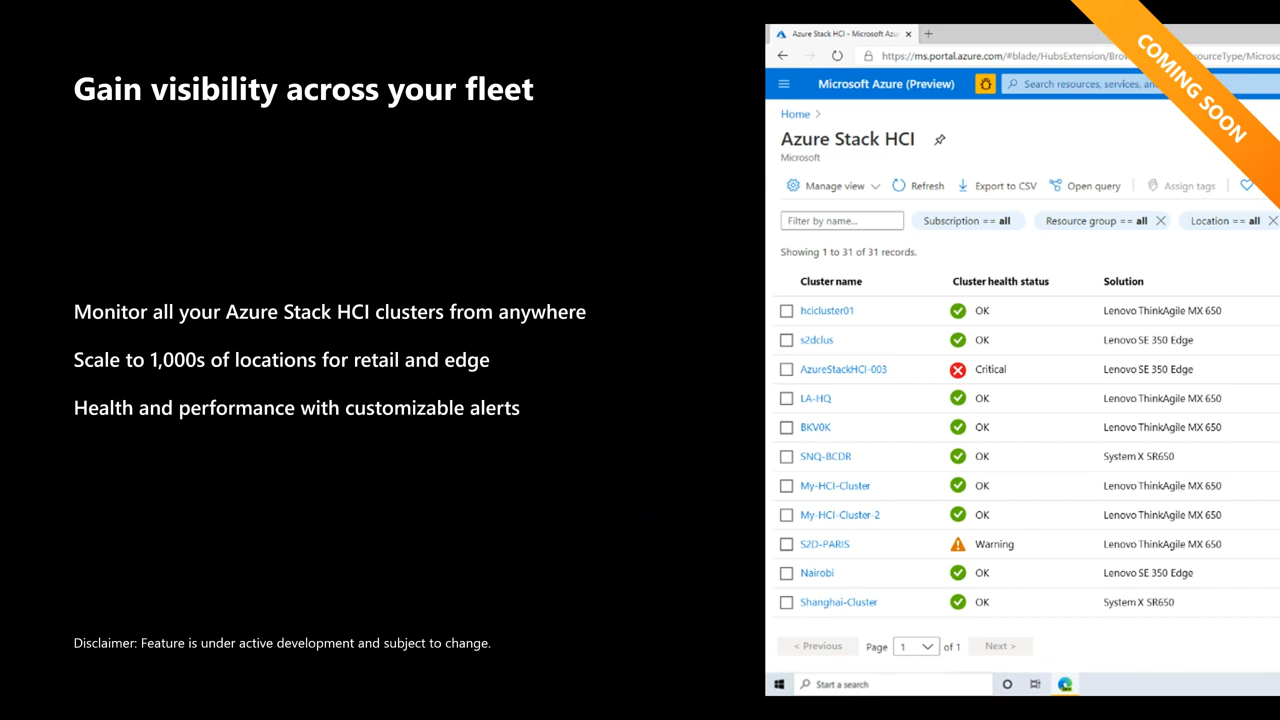 Gain visibility across your fleet
Monitor all your Azure Stack HCI clusters from anywhere
Scale to 1,000s of locations for retail and edge
Health and performance with customizable alerts
Disclaimer: Feature is under active development and subject to change.
COMING SOON
Azure Stack HCI - Microsoft Azu
https://ms.portal.azure.com/#blade/HubsExtension/Brow
ourceType/Microso
Microsoft Azure (Preview)
Search resources, services, an
Home >
Azure Stack HCI
Microsoft
Manage view Refresh Export to CSV Open query Assign tags
Filter by name... Subscription == all Resource group == all Location == all
Showing 1 to 31 of 31 records.
Cluster name Cluster health status Solution
hcicluster01 OK Lenovo ThinkAgile MX 650
s2dclus OK Lenovo SE 350 Edge
AzureStackHCI-003 Critical Lenovo SE 350 Edge
LA-HQ OK Lenovo ThinkAgile MX 650
BKV0K OK Lenovo ThinkAgile MX 650
SNQ-BCDR OK System X SR650
My-HCI-Cluster OK Lenovo ThinkAgile MX 650
My-HCI-Cluster-2 OK Lenovo ThinkAgile MX 650
S2D-PARIS Warning Lenovo ThinkAgile MX 650
Nairobi OK Lenovo SE 350 Edge
Shanghai-Cluster OK System X SR650
< Previous Page 1 of 1 Next >
Start a search